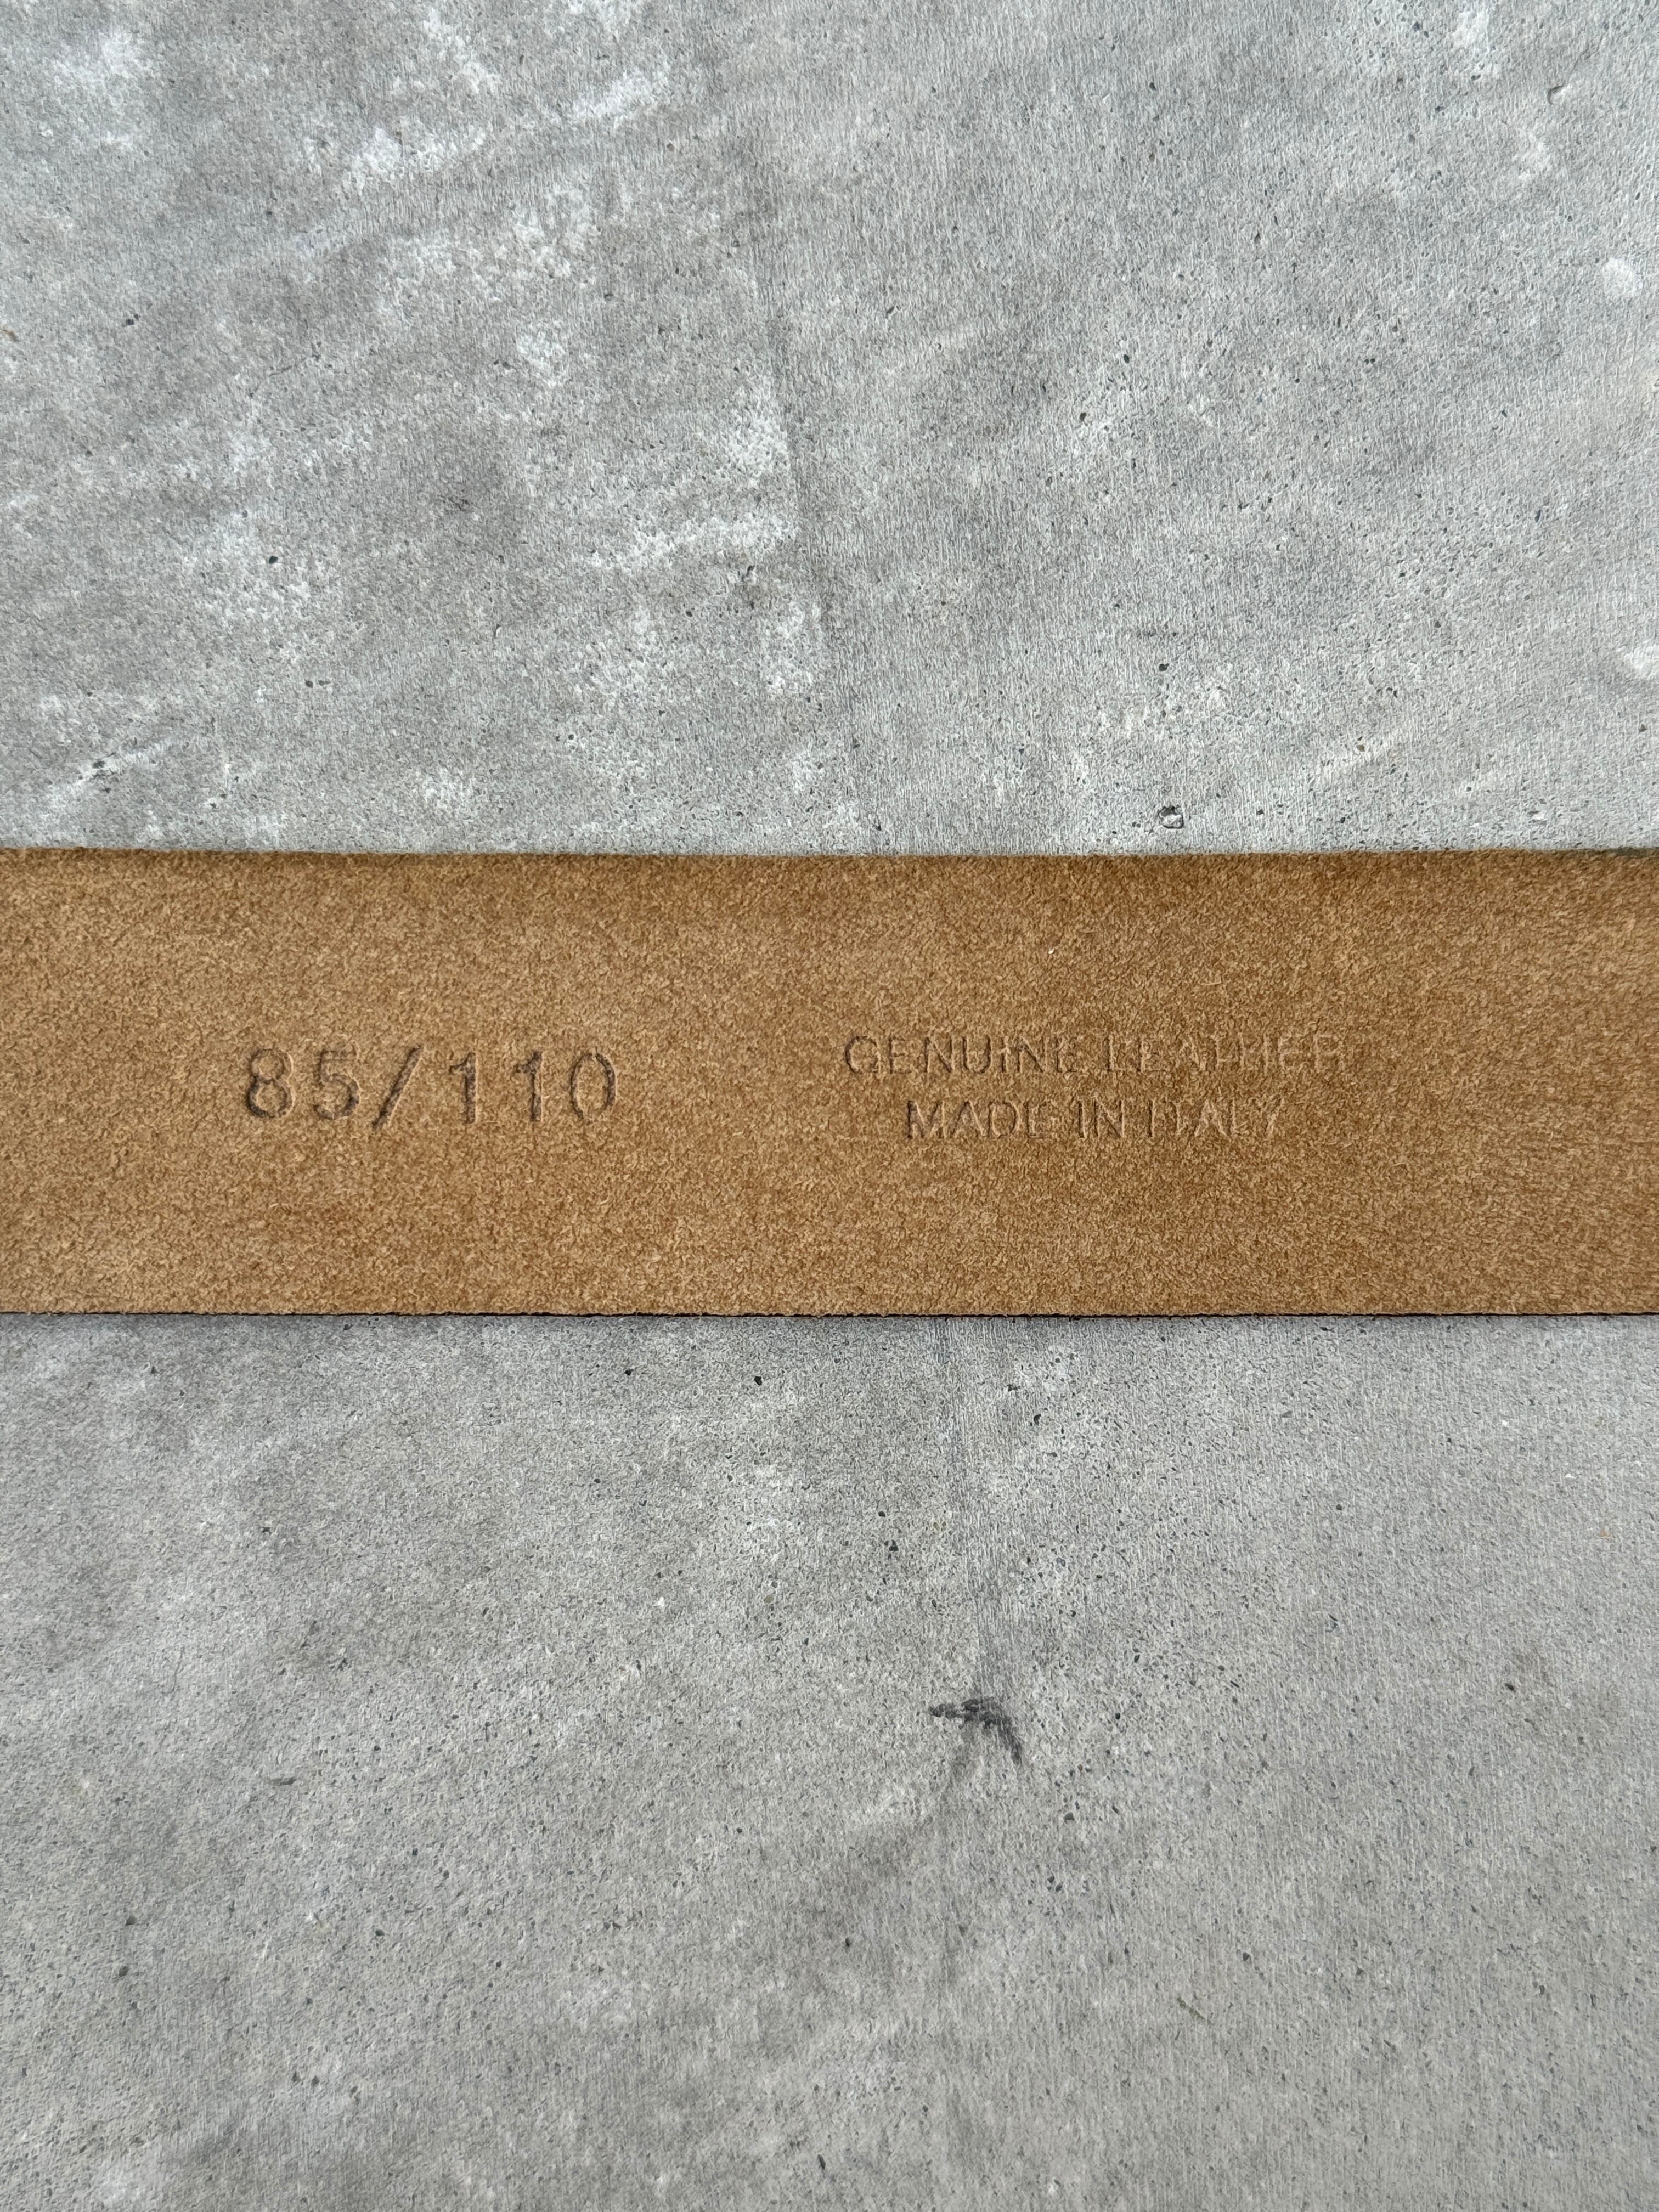 85/110
GENUINE LEATHER
MADE IN ITALY